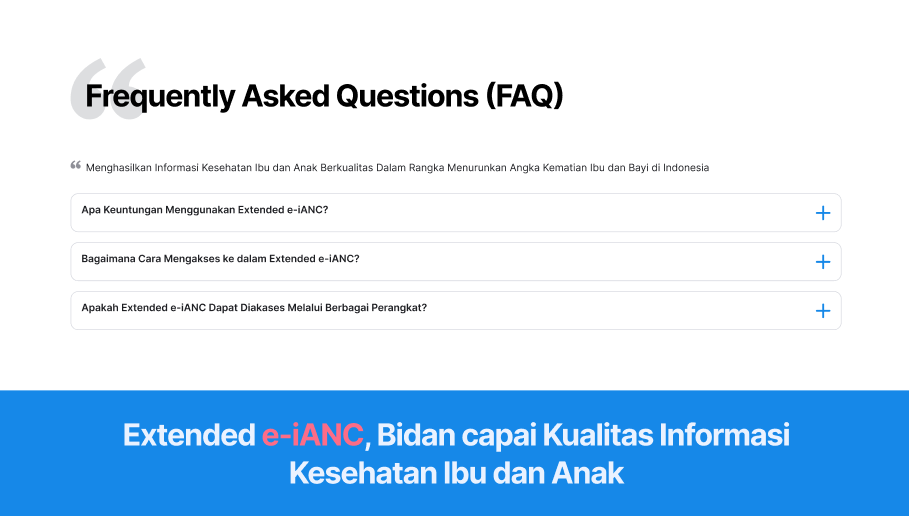 Frequently Asked Questions (FAQ)
Menghasilkan Informasi Kesehatan Ibu dan Anak Berkualitas Dalam Rangka Menurunkan Angka Kematian Ibu dan Bayi di Indonesia
Apa Keuntungan Menggunakan Extended e-iANC?
Bagaimana Cara Mengakses ke dalam Extended e-iANC?
Apakah Extended e-iANC Dapat Diakases Melalui Berbagai Perangkat?
Extended e-iANC, Bidan capai Kualitas Informasi
Kesehatan Ibu dan Anak